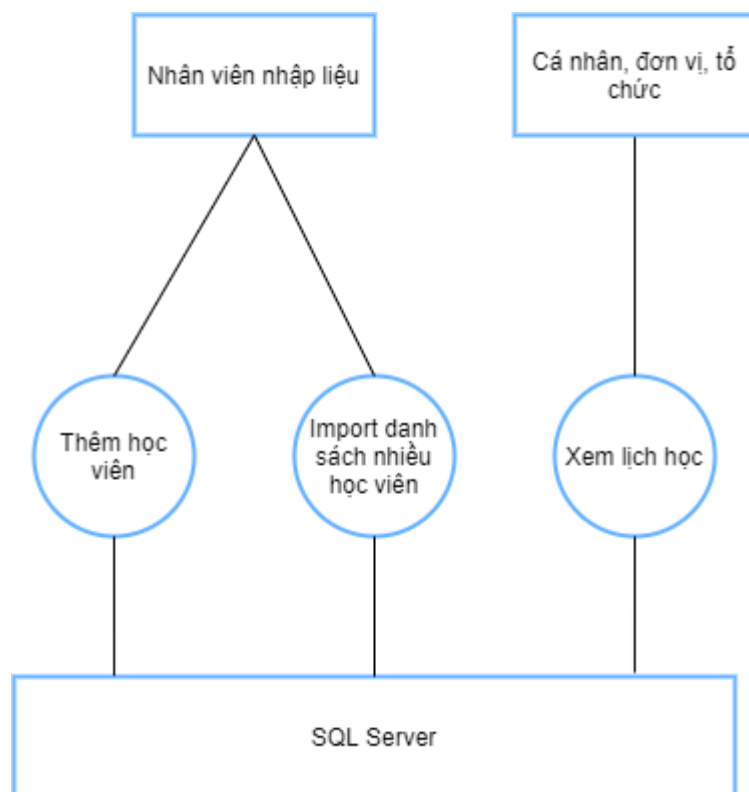 Nhân viên nhập liệu
Cá nhân, đơn vị, tổ
chức
Thêm học
viên
Import danh
sách nhiều
học viên
Xem lịch học
SQL Server